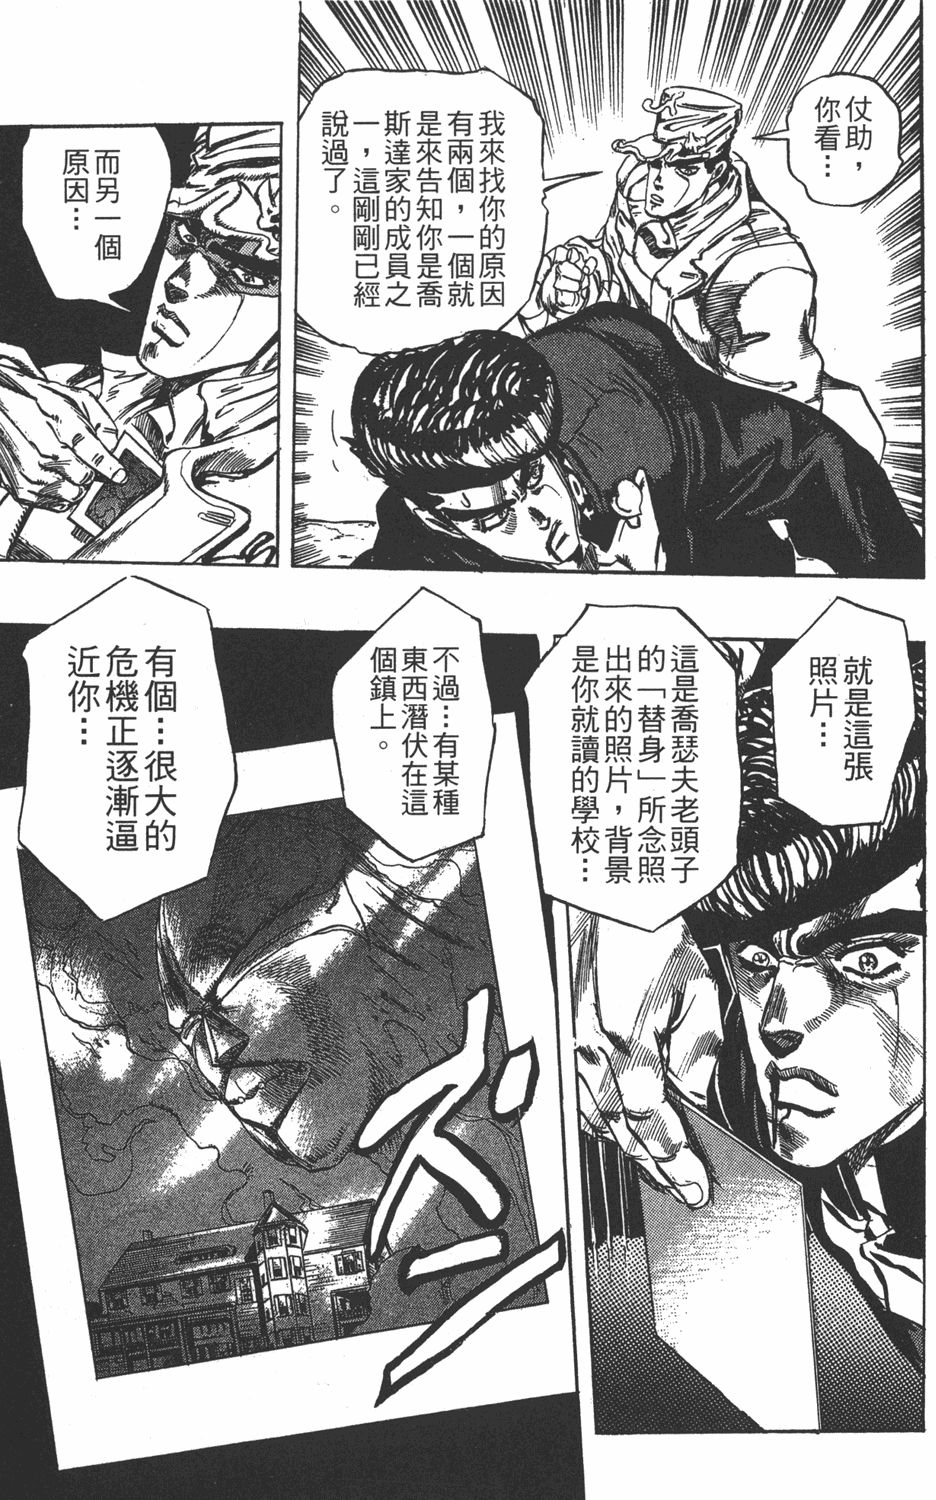 仗助，
你看…
我來找你的原因
有兩個，一個就
是來告知你是喬
斯達家的成員之
一，這剛剛已經
說過了。
而另一個
原因…
就是這張
照片…
這是喬瑟夫老頭子
的「替身」所念照
出來的照片，背景
是你就讀的學校…
不過…有某種
東西潛伏在這
個鎮上。
有個…很大的
危機正逐漸逼
近你…
ズン